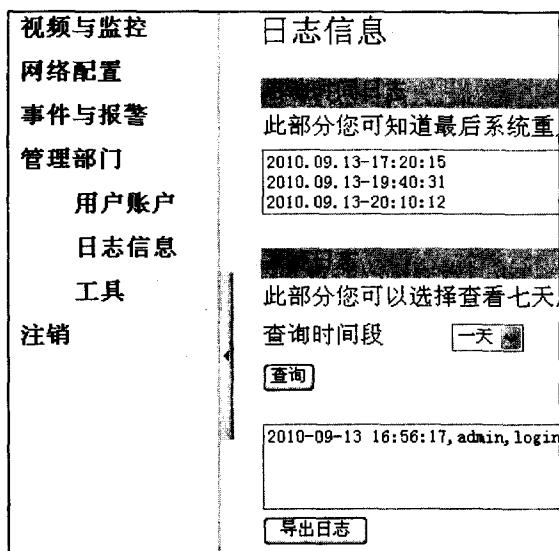 视频与监控
网络配置
事件与报警
管理部门
用户账户
日志信息
工具
注销
日志信息
此部分您可知道最后系统重
2010.09.13-17:20:15
2010.09.13-19:40:31
2010.09.13-20:10:12
此部分您可以选择查看七天
查询时间段
一天
查询
2010-09-13 16:56:17,admin,login
导出日志